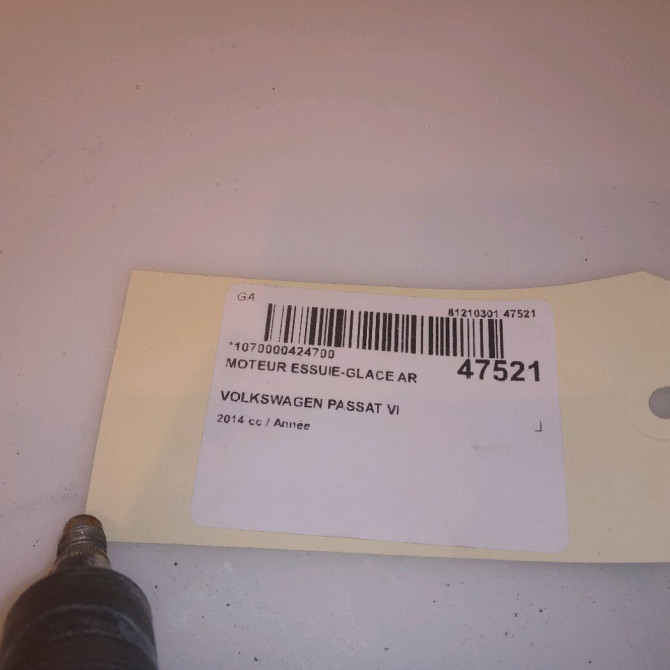 GA
81210301 47521
*1070000424700
MOTEUR ESSUIE-GLACE AR 47521
VOLKSWAGEN PASSAT VI
2014 cc / Année